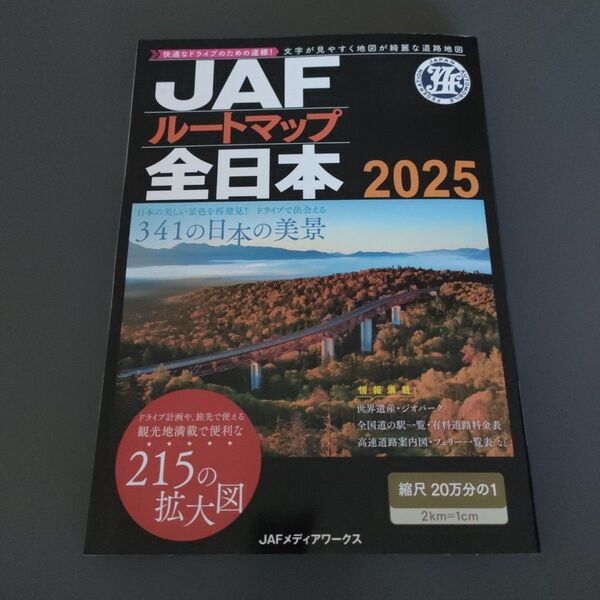 快適なドライブのための道標！ 文字が見やすく地図が綺麗な道路地図
JAF
JAPAN AUTOMOBILE FEDERATION
ルートマップ
全日本 2025
日本の美しい景色を再発見！ ドライブで出会える
341の日本の美景
情報満載
世界遺産・ジオパーク
全国道の駅一覧・有料道路料金表
高速道路案内図・フェリー一覧表 など
ドライブ計画や、旅先で使える
観光地満載で便利な
215の
拡大図
縮尺 20万分の1
2km=1cm
JAFメディアワークス